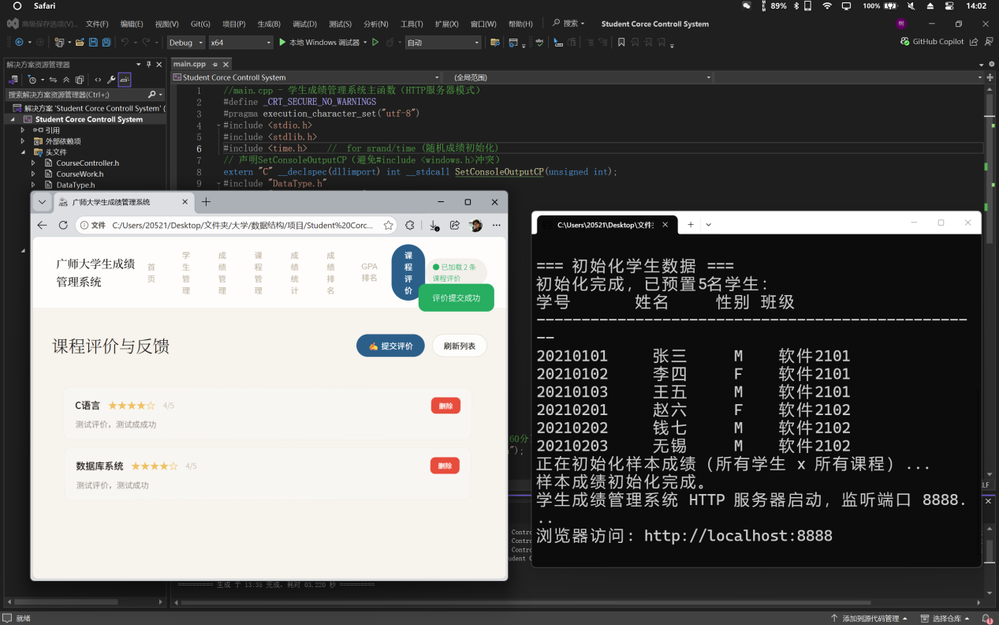 Safari
89%
100%
14:02
高级保存选项(V)...
文件(F)
编辑(E)
视图(V)
Git(G)
项目(P)
生成(B)
调试(D)
测试(S)
分析(N)
工具(T)
扩展(X)
窗口(W)
帮助(H)
搜索
Student Corce Controll System
Debug
x64
本地 Windows 调试器
自动
GitHub Copilot
解决方案资源管理器
搜索解决方案资源管理器(Ctrl+;)
解决方案 'Student Corce Controll System' (
Student Corce Controll System
引用
外部依赖项
头文件
CourseController.h
CourseWork.h
DataType.h
main.cpp
Student Corce Controll System
(全局范围)
1 //main.cpp - 学生成绩管理系统主函数（HTTP服务器模式）
2 #define _CRT_SECURE_NO_WARNINGS
3 #pragma execution_character_set("utf-8")
4 #include <stdio.h>
5 #include <stdlib.h>
6 #include <time.h> // for srand/time (随机成绩初始化)
7 // 声明SetConsoleOutputCP（避免#include <windows.h>冲突）
8 extern "C" __declspec(dllimport) int __stdcall SetConsoleOutputCP(unsigned int);
9 #include "DataType.h"
广师大学生成绩管理系统
文件
C:/Users/20521/Desktop/文件夹/大学/数据结构/项目/Student%20Corc...
广师大学生成绩管理系统
首页
学生管理
成绩管理
课程管理
成绩统计
成绩排名
GPA排名
课程评价
已加载 2 条
课程评价
评价提交成功
课程评价与反馈
✍ 提交评价
刷新列表
C语言 ★★★★☆ 4/5
删除
测试评价，测试成成功
数据库系统 ★★★★☆ 4/5
删除
测试评价，测试成功
60分
");
LF
Contro
Contro
Contro
udent C
========== 生成 于 13:35 完成，耗时 03.220 秒 ==========
C:\Users\20521\Desktop\文件:
=== 初始化学生数据 ===
初始化完成，已预置5名学生：
学号 姓名 性别 班级
------------------------------------------------
--
20210101 张三 M 软件2101
20210102 李四 F 软件2101
20210103 王五 M 软件2101
20210201 赵六 F 软件2102
20210202 钱七 M 软件2102
20210203 无锡 M 软件2102
正在初始化样本成绩（所有学生 x 所有课程）...
样本成绩初始化完成。
学生成绩管理系统 HTTP 服务器启动，监听端口 8888.
..
浏览器访问: http://localhost:8888
就绪
添加到源代码管理
选择仓库
1